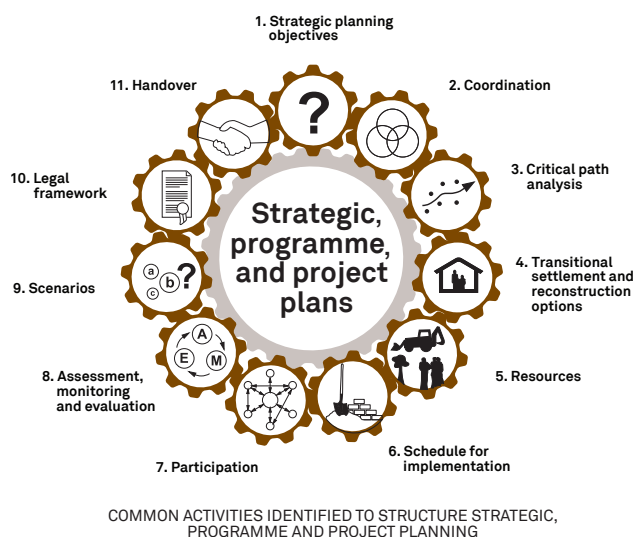 1. Strategic planning
objectives
2. Coordination
3. Critical path
analysis
4. Transitional
settlement and
reconstruction
options
5. Resources
6. Schedule for
implementation
7. Participation
8. Assessment,
monitoring
and evaluation
9. Scenarios
10. Legal
framework
11. Handover
?
a
b
c
?
A
E
M
Strategic,
programme,
and project
plans
COMMON ACTIVITIES IDENTIFIED TO STRUCTURE STRATEGIC,
PROGRAMME AND PROJECT PLANNING